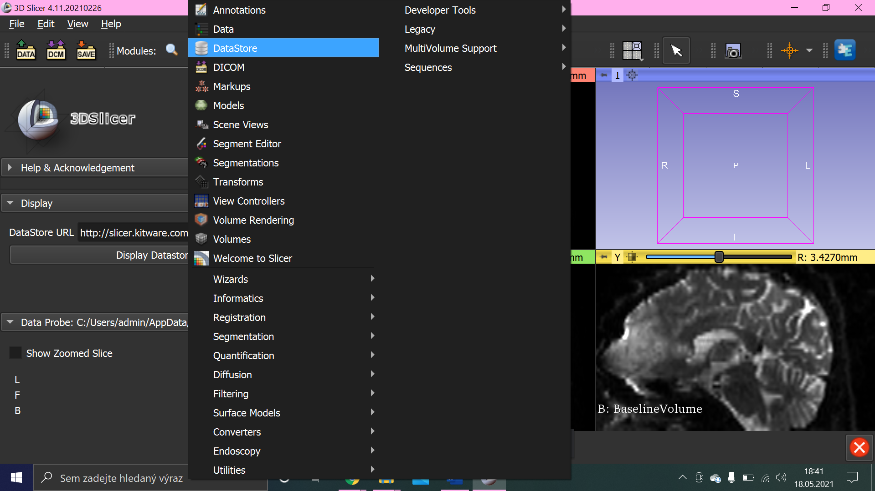 3D Slicer 4.11.20210226
File Edit View Help
DATA DCM SAVE Modules:
3DSlicer
Help & Acknowledgement
Display
DataStore URL http://slicer.kitware.com
Display Datastor
Data Probe: C:/Users/admin/AppData,
Show Zoomed Slice
L
F
B
Annotations
Data
DataStore
DICOM
Markups
Models
Scene Views
Segment Editor
Segmentations
Transforms
View Controllers
Volume Rendering
Volumes
Welcome to Slicer
Wizards
Informatics
Registration
Segmentation
Quantification
Diffusion
Filtering
Surface Models
Converters
Endoscopy
Utilities
Developer Tools
Legacy
MultiVolume Support
Sequences
mm
1
S
R P L
I
mm
Y R: 3.4270mm
B: BaselineVolume
Sem zadejte hledaný výraz
18:41
18.05.2021